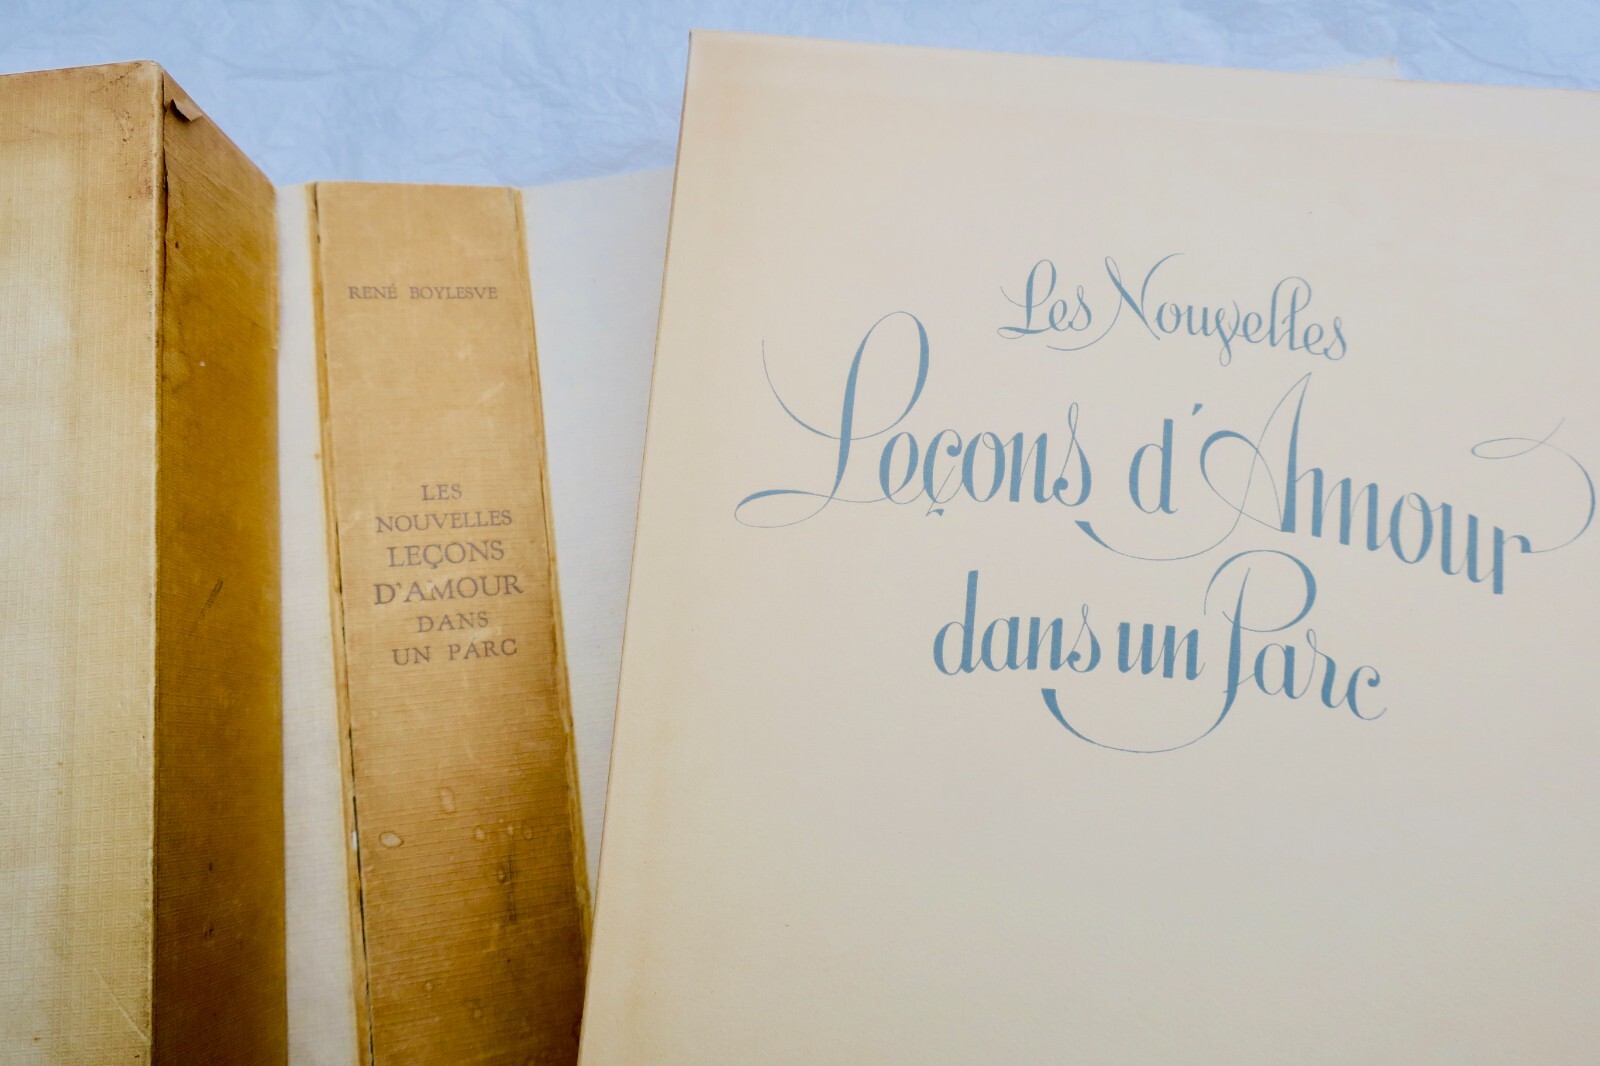 RENÉ BOYLESVE
LES
NOUVELLES
LEÇONS
D'AMOUR
DANS
UN PARC
Les Nouvelles
Leçons d'Amour
dans un Parc